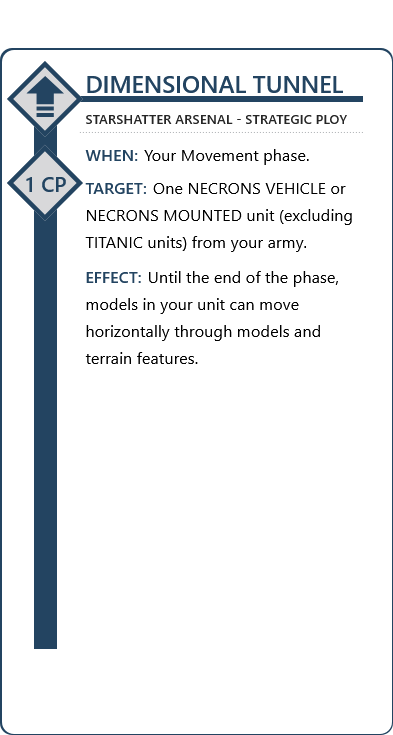 DIMENSIONAL TUNNEL
STARSHATTER ARSENAL - STRATEGIC PLOY
1 CP
WHEN: Your Movement phase.
TARGET: One NECRONS VEHICLE or
NECRONS MOUNTED unit (excluding
TITANIC units) from your army.
EFFECT: Until the end of the phase,
models in your unit can move
horizontally through models and
terrain features.